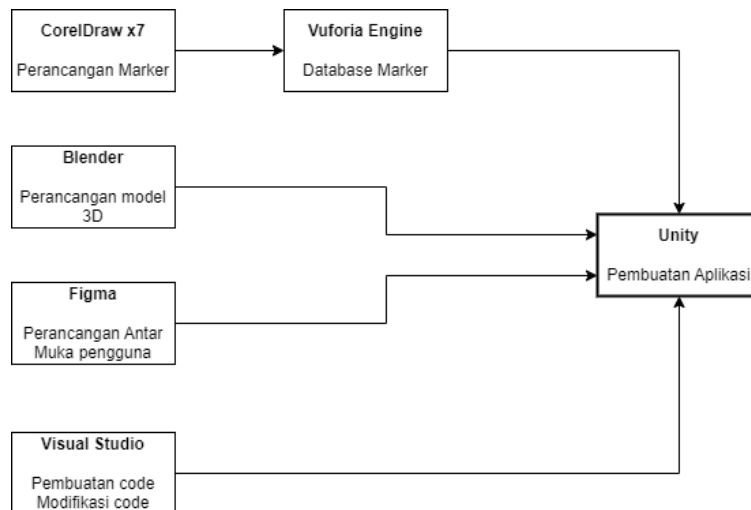 CorelDraw x7
Perancangan Marker
Vuforia Engine
Database Marker
Blender
Perancangan model
3D
Unity
Pembuatan Aplikasi
Figma
Perancangan Antar
Muka pengguna
Visual Studio
Pembuatan code
Modifikasi code